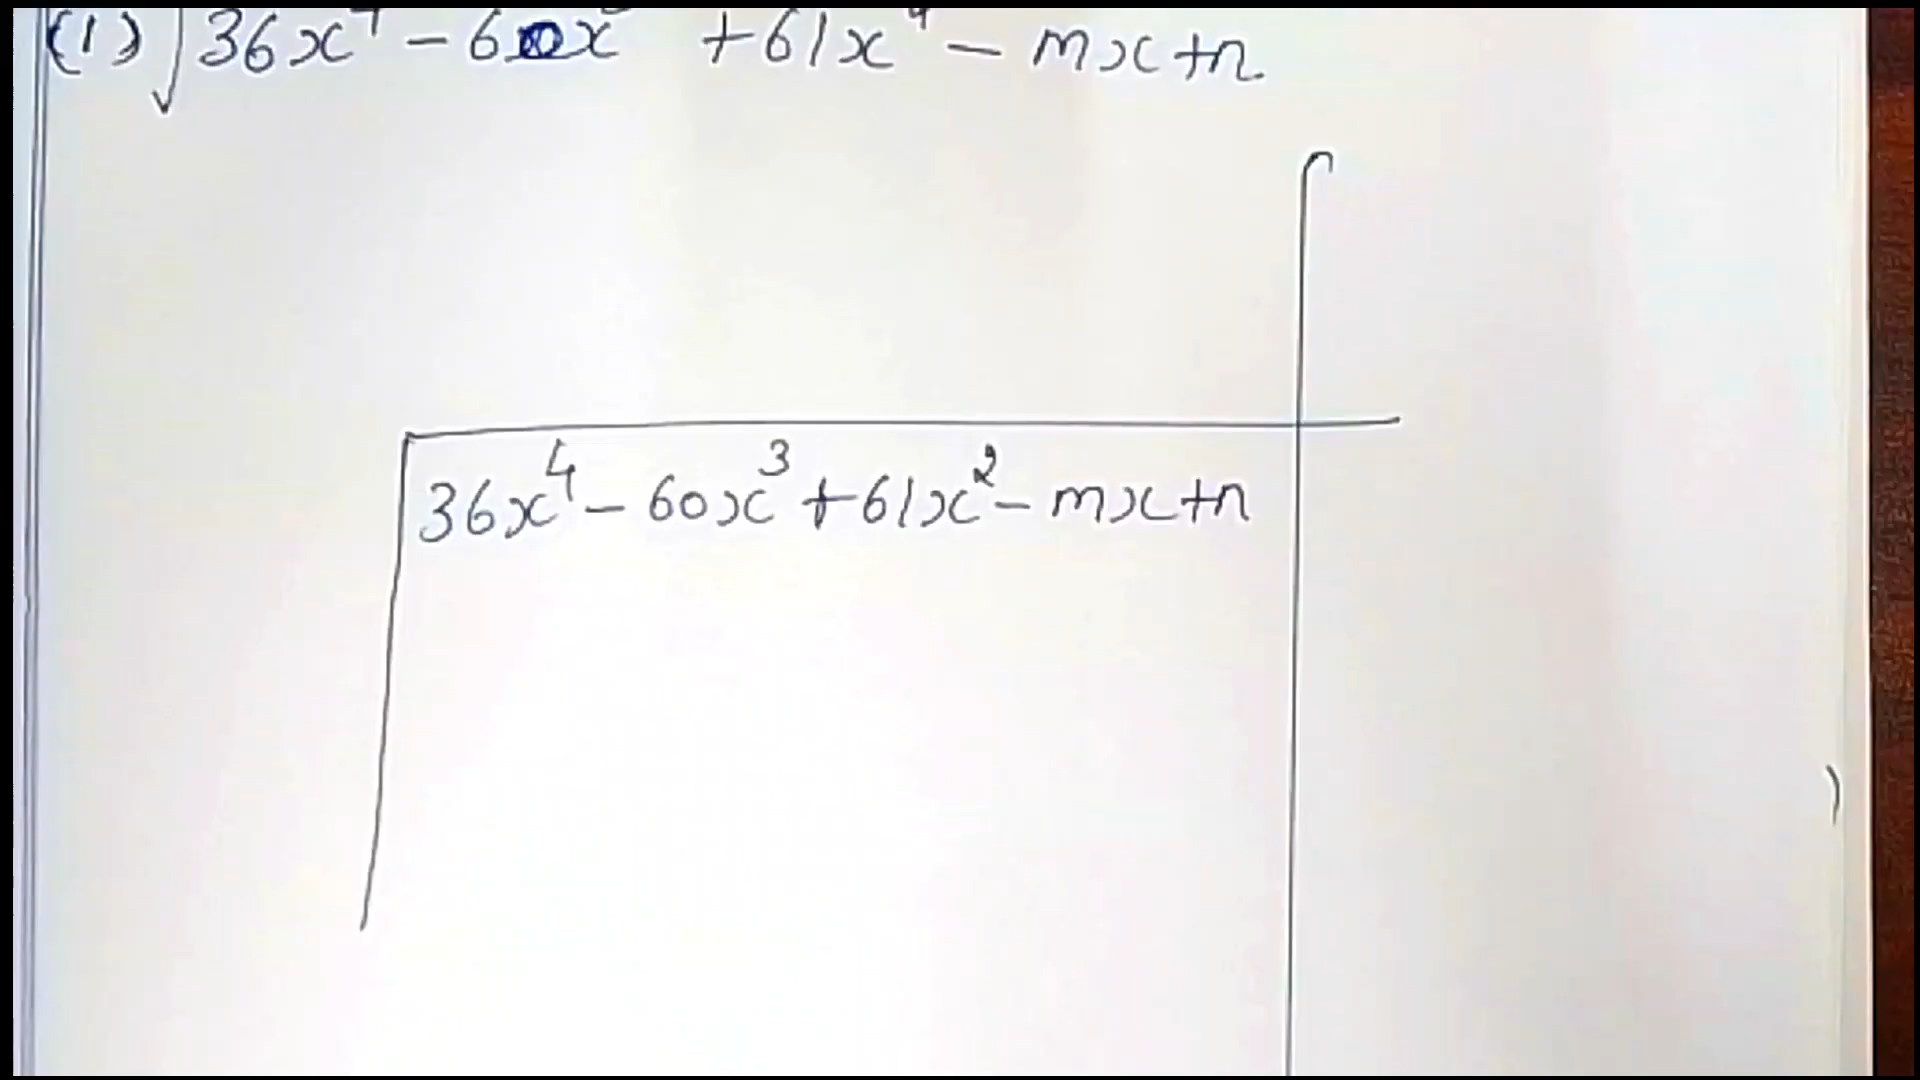 (1) √36x⁴ - 60x³ + 61x² - mx + n.
36x⁴ - 60x³ + 61x² - mx + n